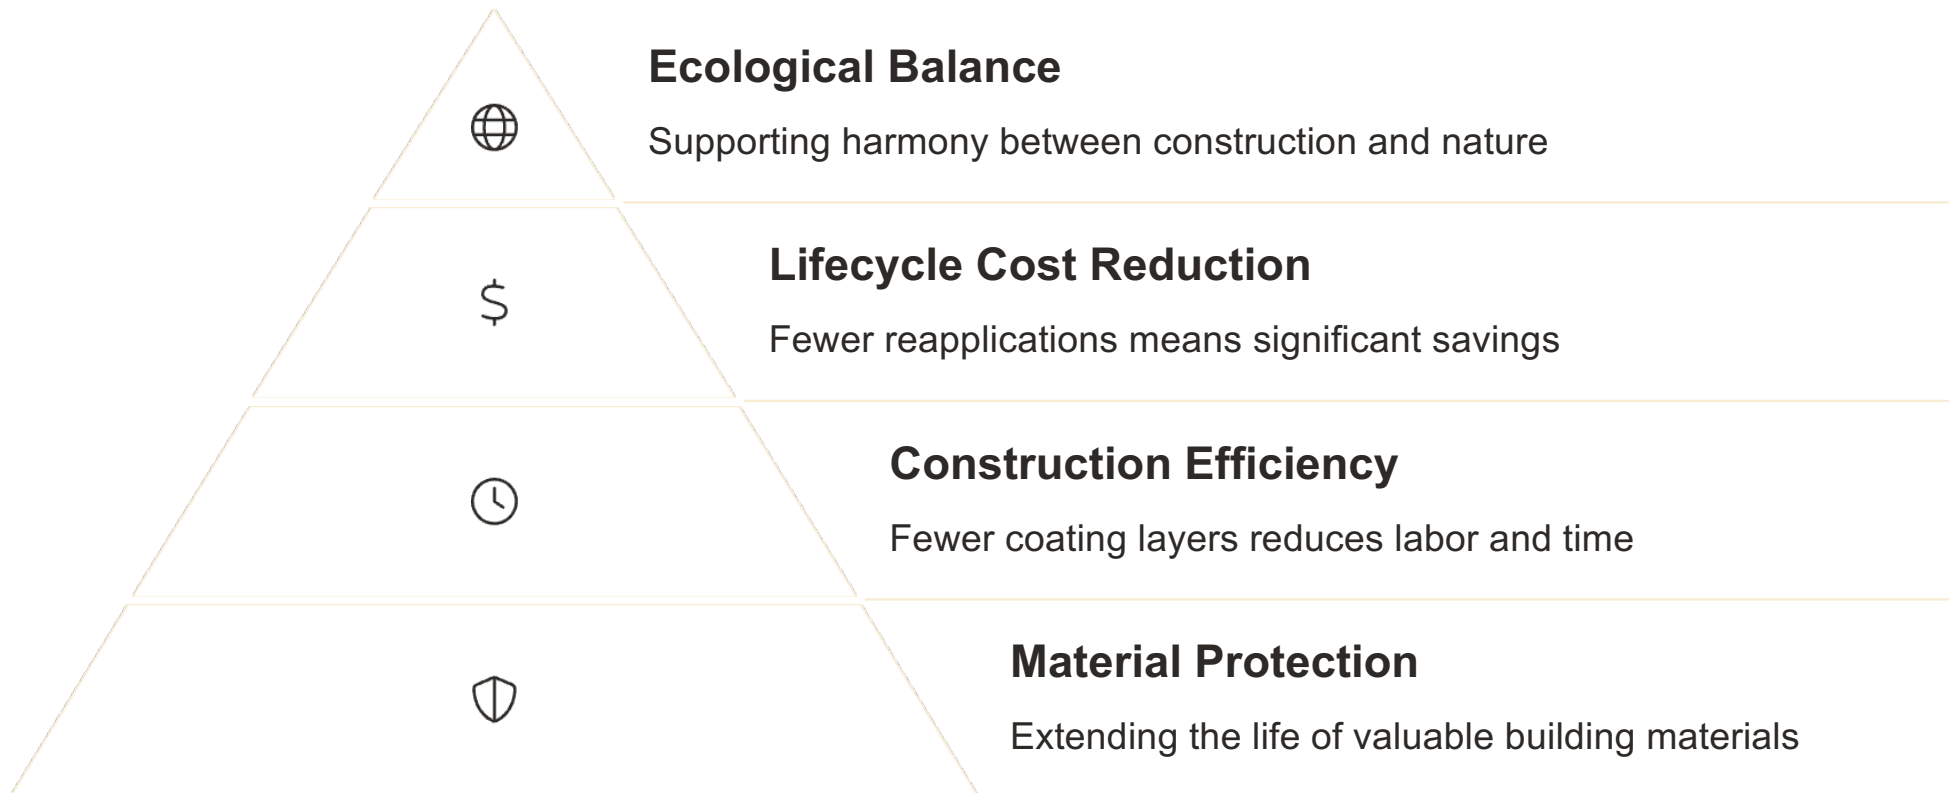 Ecological Balance
Supporting harmony between construction and nature
Lifecycle Cost Reduction
Fewer reapplications means significant savings
Construction Efficiency
Fewer coating layers reduces labor and time
Material Protection
Extending the life of valuable building materials